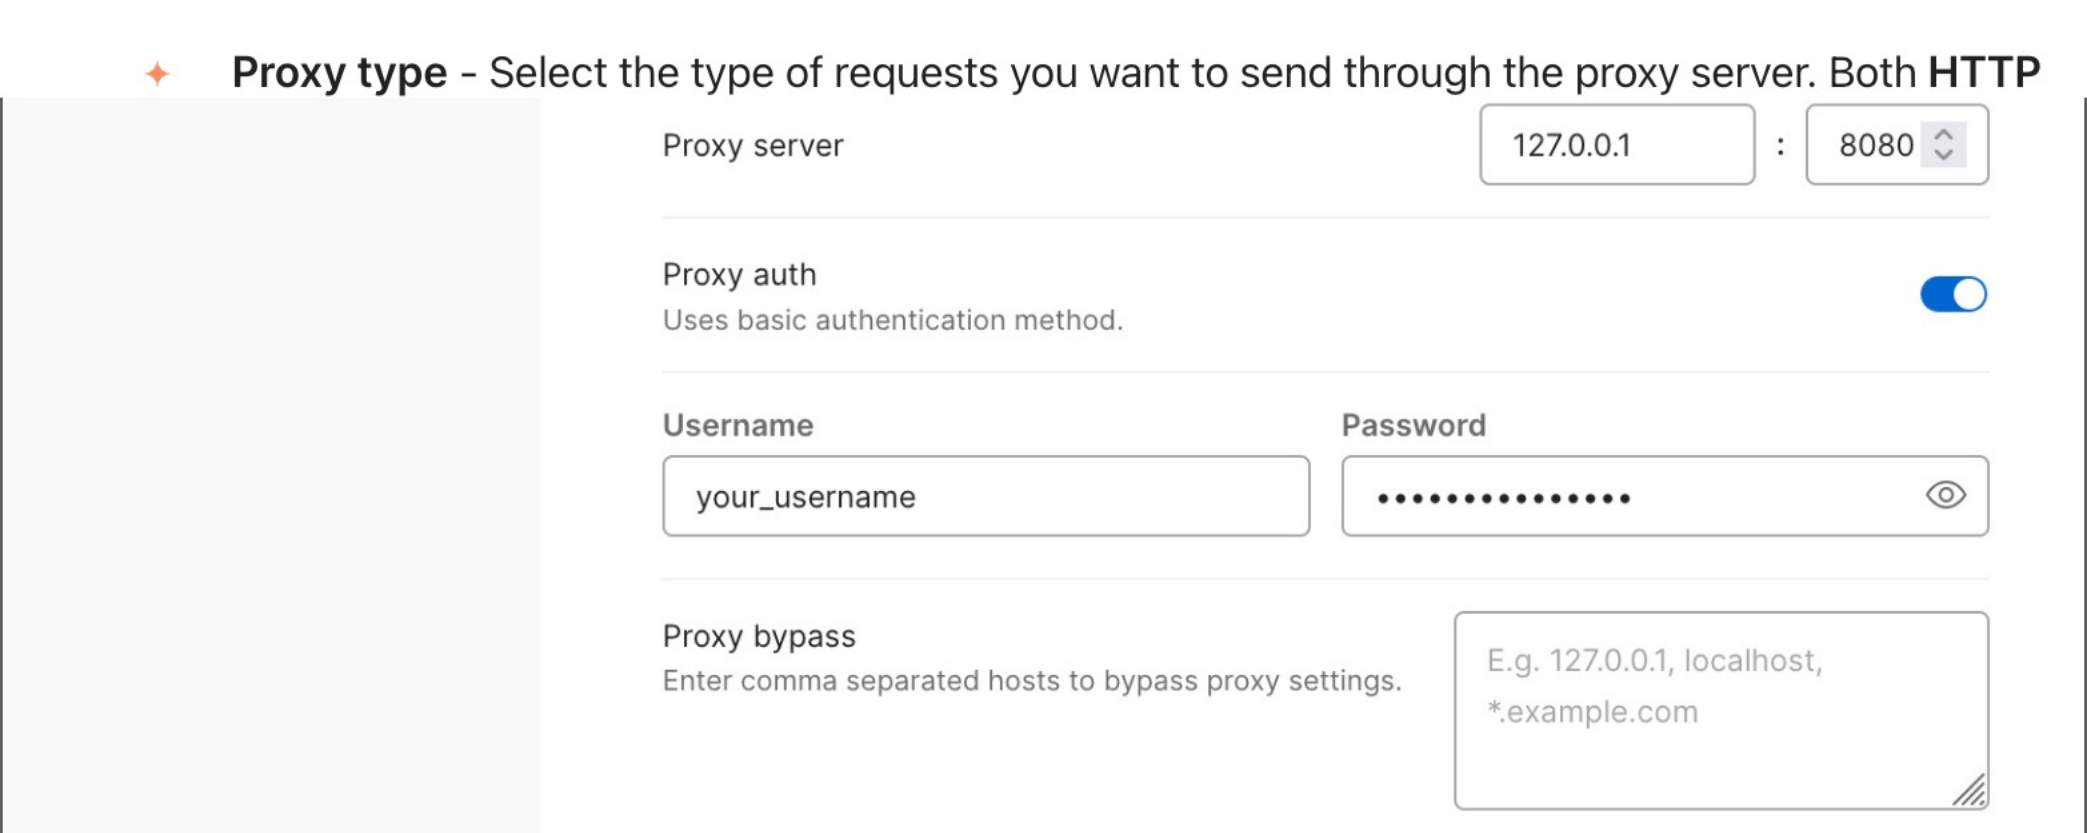 Proxy type - Select the type of requests you want to send through the proxy server. Both HTTP
Proxy server
127.0.0.1 : 8080
Proxy auth
Uses basic authentication method.
Username Password
your_username •••••••••••••••
Proxy bypass
Enter comma separated hosts to bypass proxy settings.
E.g. 127.0.0.1, localhost,
*.example.com